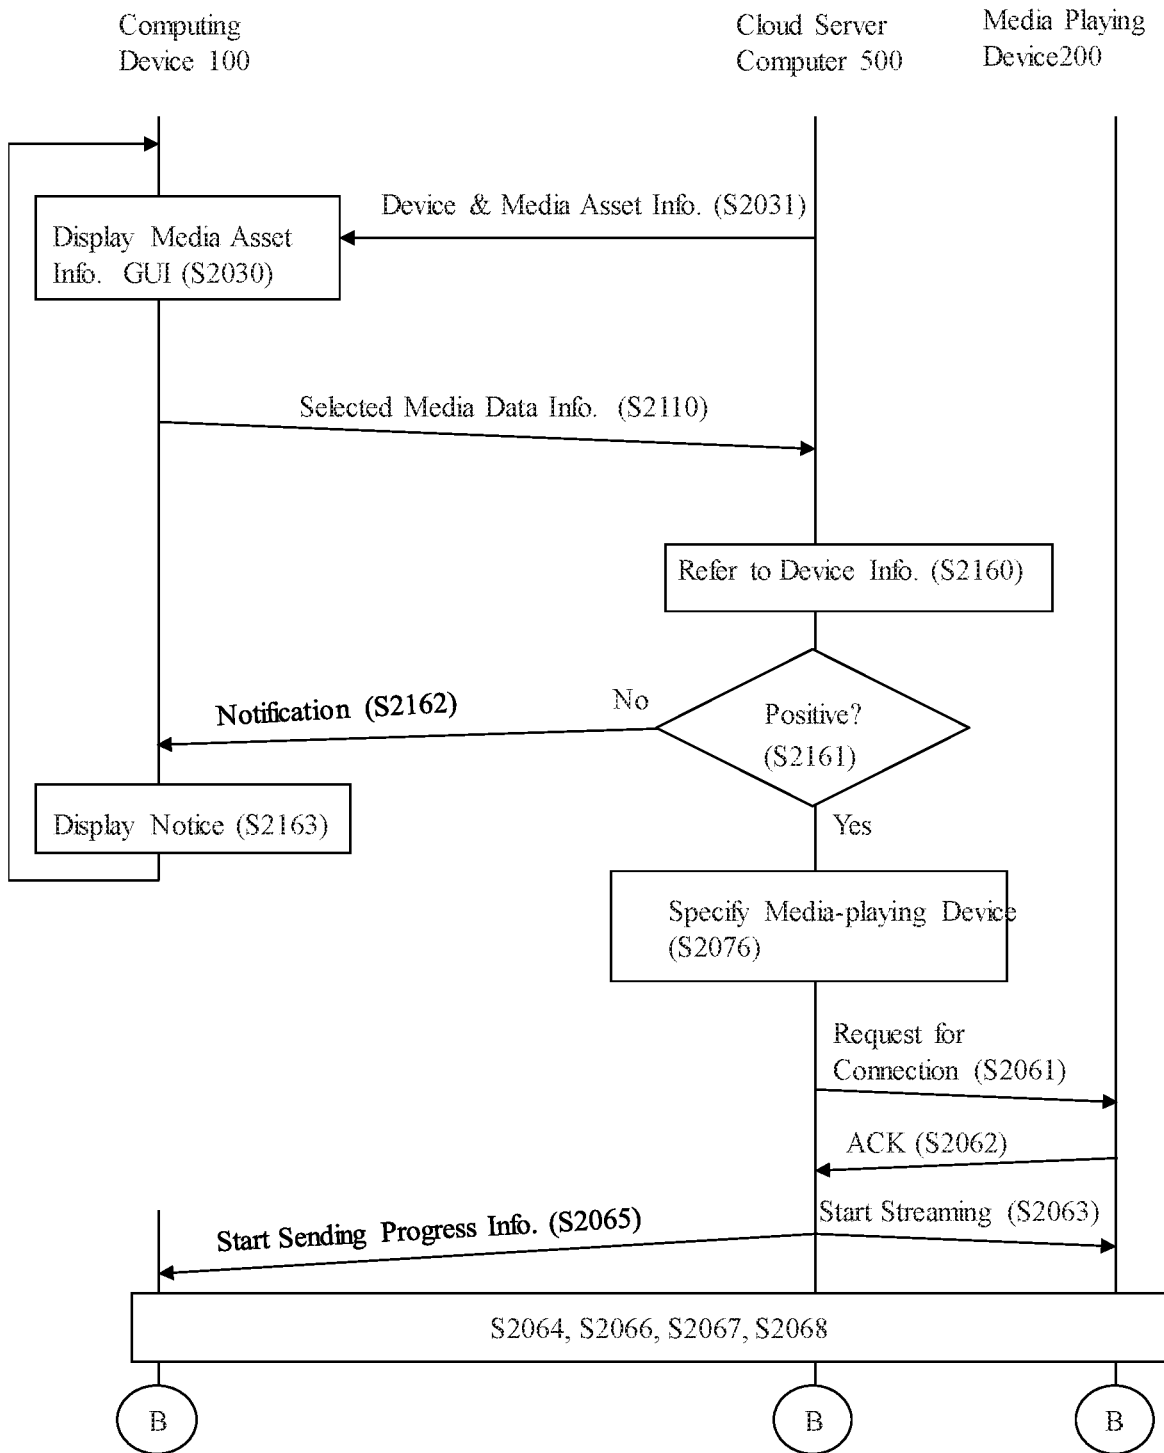 Computing
Device 100
Cloud Server
Computer 500
Media Playing
Device200
Device & Media Asset Info. (S2031)
Display Media Asset
Info. GUI (S2030)
Selected Media Data Info. (S2110)
Refer to Device Info. (S2160)
Notification (S2162)
No
Positive?
(S2161)
Display Notice (S2163)
Yes
Specify Media-playing Device
(S2076)
Request for
Connection (S2061)
ACK (S2062)
Start Sending Progress Info. (S2065)
Start Streaming (S2063)
S2064, S2066, S2067, S2068
B
B
B